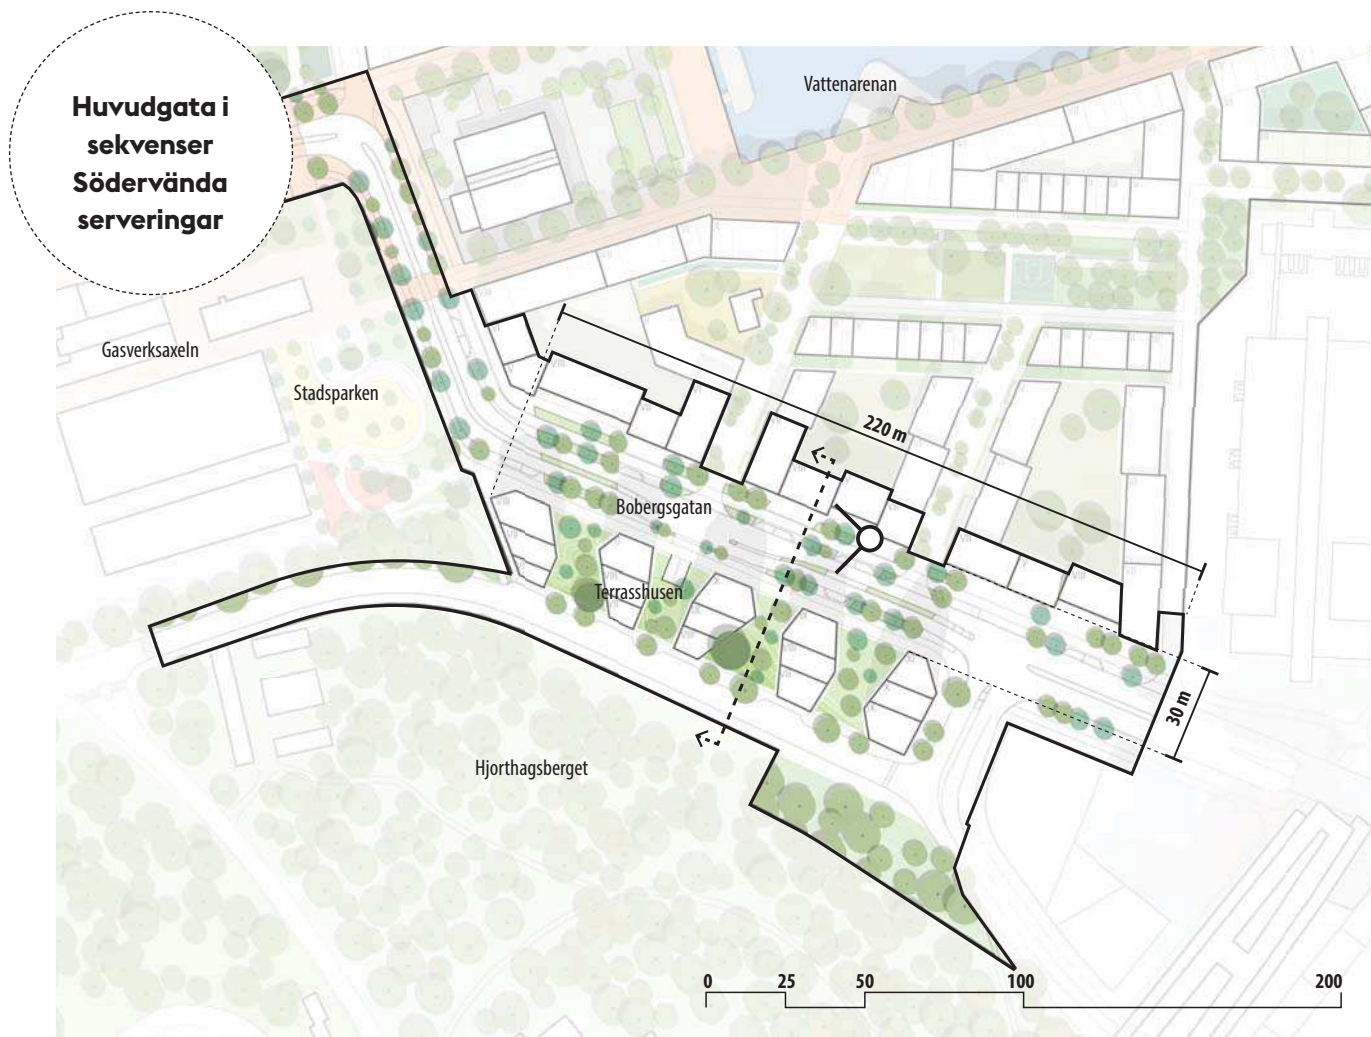 Huvudgata i
sekvenser
Södervända
serveringar
Vattenarenan
Gasverksaxeln
Stadsparken
220 m
Bobergsgatan
Terrasshusen
30 m
Hjorthagsberget
0 25 50 100 200